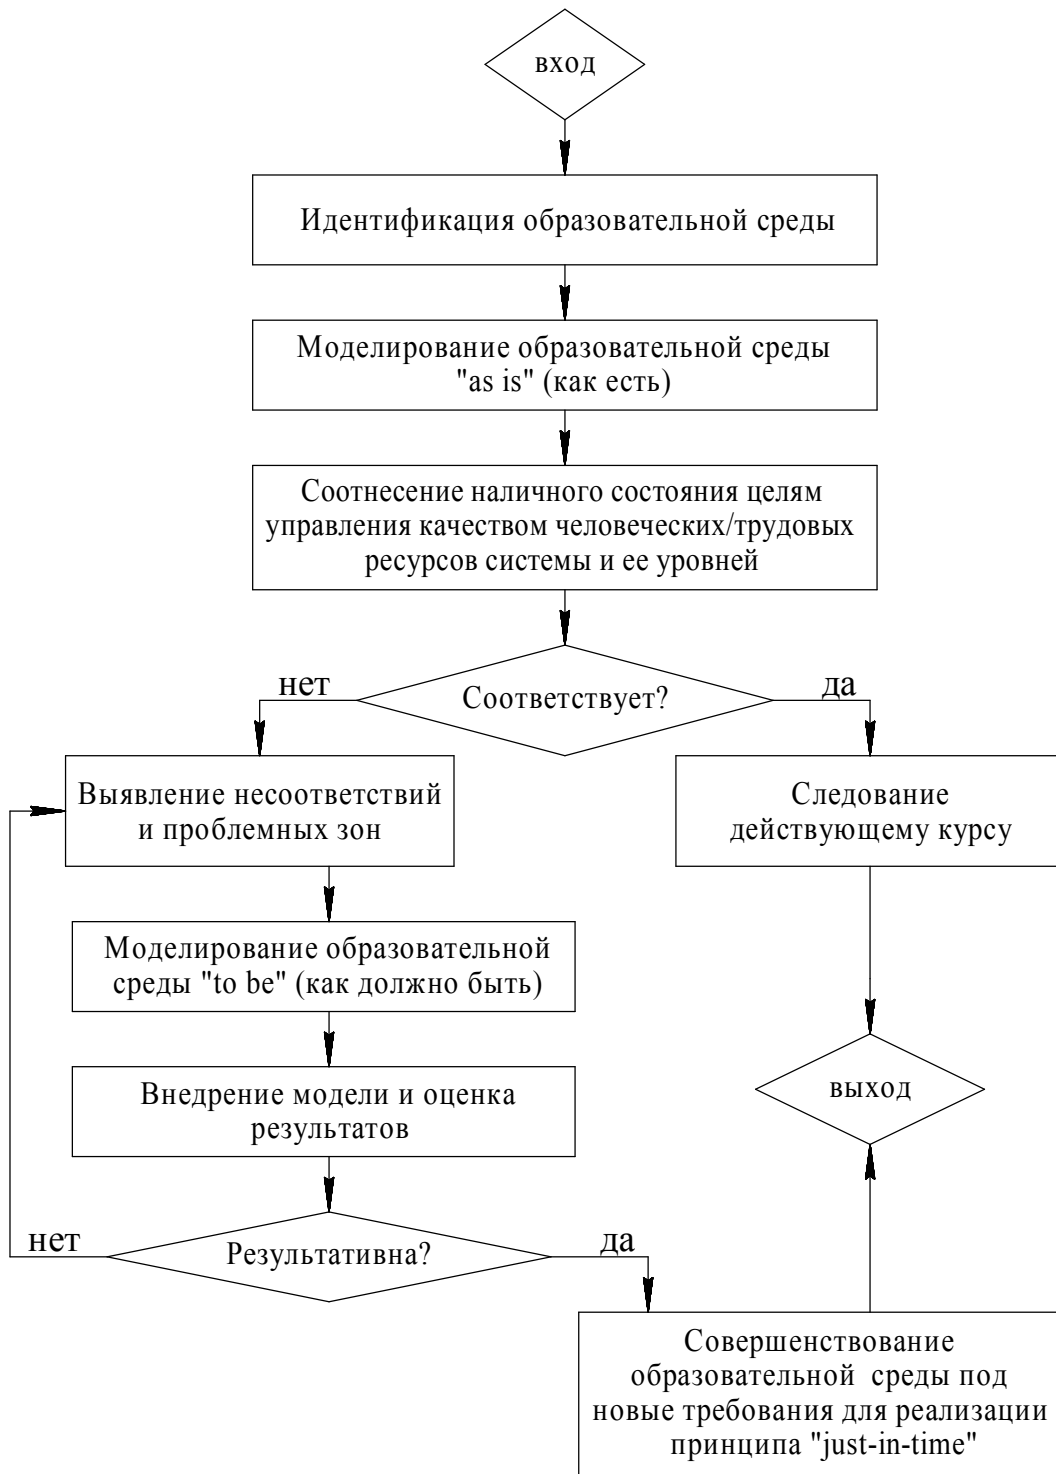 вход
Идентификация образовательной среды
Моделирование образовательной среды
"as is" (как есть)
Соотнесение наличного состояния целям
управления качеством человеческих/трудовых
ресурсов системы и ее уровней
нет
Соответствует?
да
Выявление несоответствий
и проблемных зон
Следование
действующему курсу
Моделирование образовательной
среды "to be" (как должно быть)
Внедрение модели и оценка
результатов
выход
нет
Результативна?
да
Совершенствование
образовательной среды под
новые требования для реализации
принципа "just-in-time"